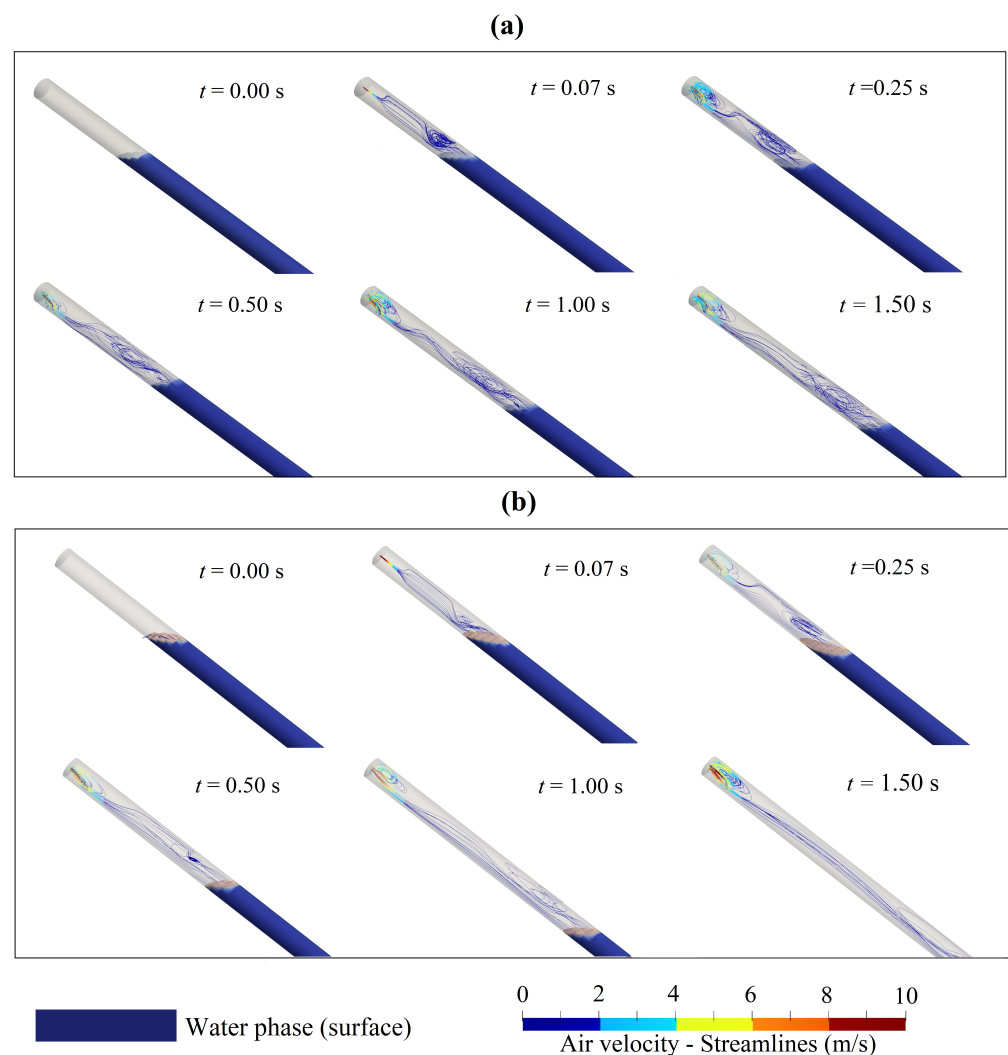 (a)
t = 0.00 s
t = 0.07 s
t =0.25 s
t = 0.50 s
t = 1.00 s
t = 1.50 s
(b)
t = 0.00 s
t = 0.07 s
t =0.25 s
t = 0.50 s
t = 1.00 s
t = 1.50 s
0 2 4 6 8 10
Water phase (surface)
Air velocity - Streamlines (m/s)